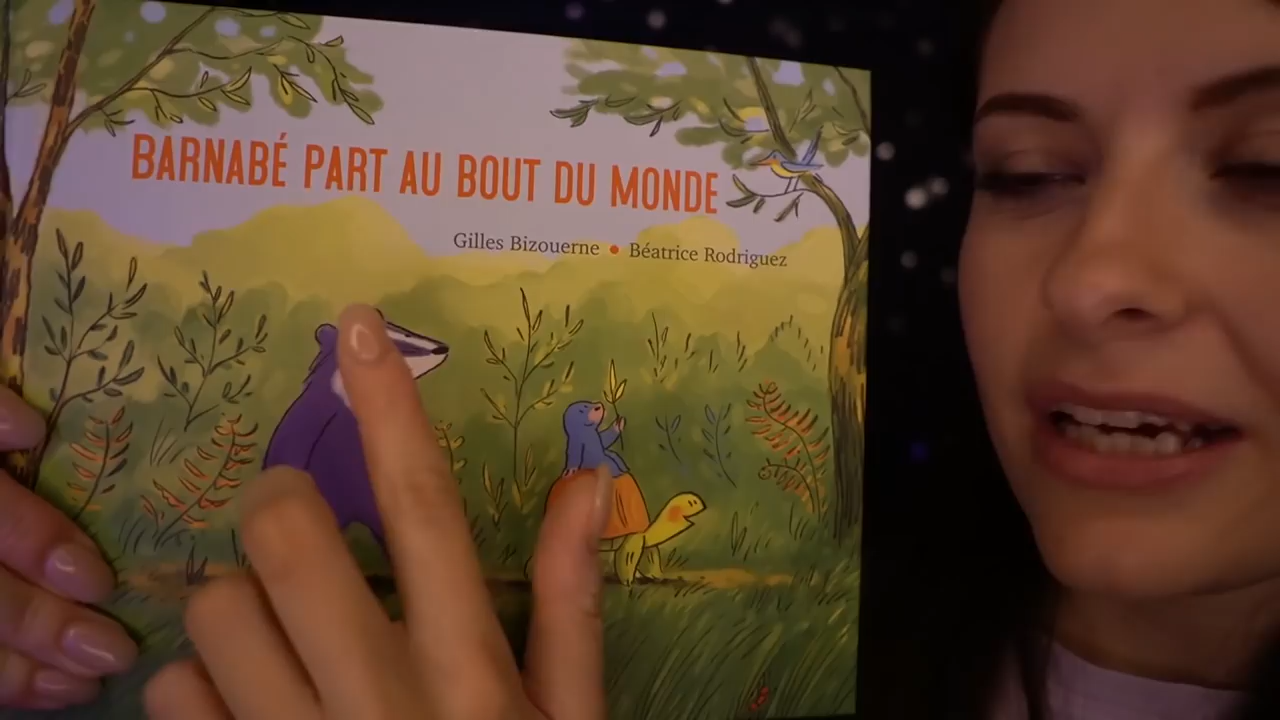 BARNABÉ PART AU BOUT DU MONDE
Gilles Bizouerne • Béatrice Rodriguez